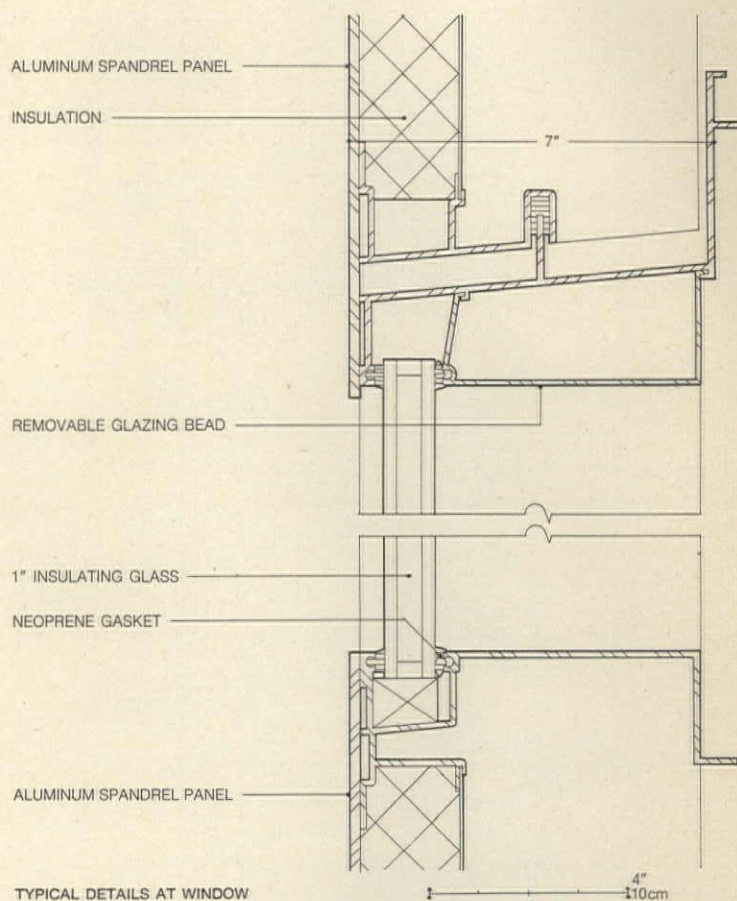 ALUMINUM SPANDREL PANEL
INSULATION
7"
REMOVABLE GLAZING BEAD
1" INSULATING GLASS
NEOPRENE GASKET
ALUMINUM SPANDREL PANEL
4"
TYPICAL DETAILS AT WINDOW
10cm